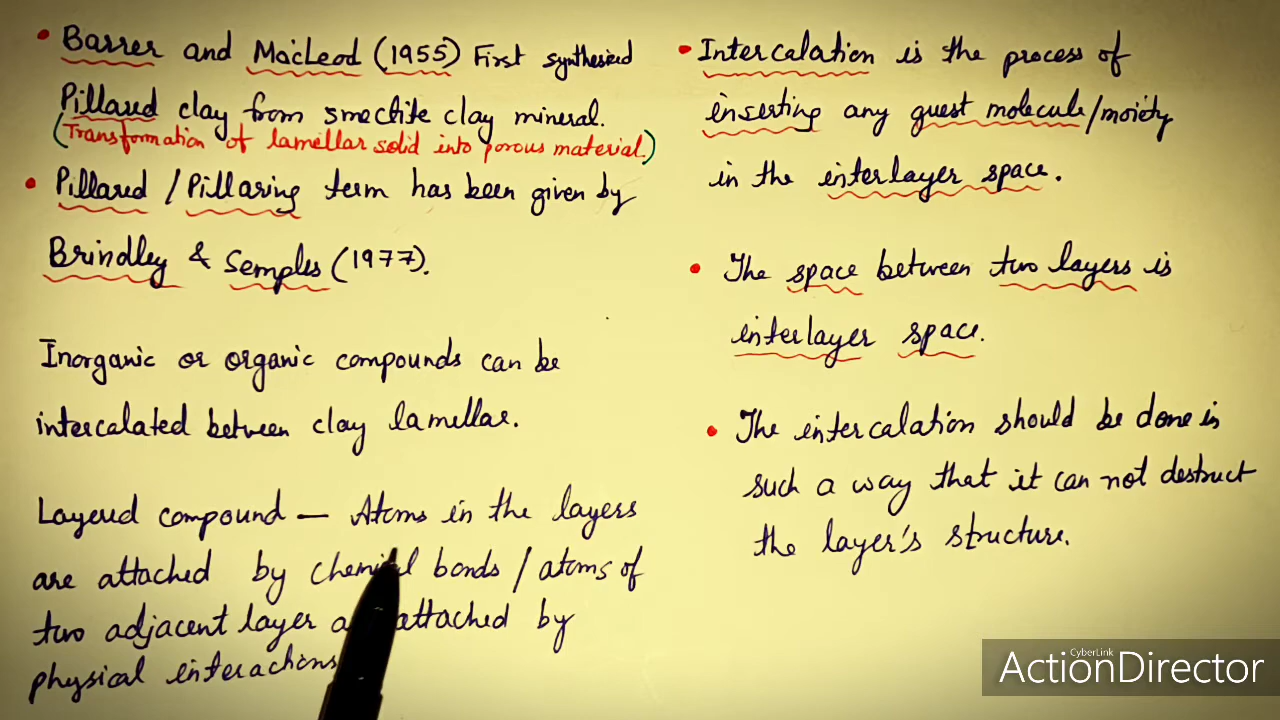 • Barrer and MacLeod (1955) First synthesized
Pillared clay from smectite clay mineral.
(Transformation of lamellar solid into porous material.)
• Pillared / Pillaring term has been given by
Brindley & Semples (1977).
Inorganic or organic compounds can be
intercalated between clay lamellar.
Layered compound — Atoms in the layers
are attached by bonds / atoms of
two adjacent layer attached by
physical interactions
• Intercalation is the process of
inserting any guest molecule/moiety
in the interlayer space.
• The space between two layers is
interlayer space.
• The intercalation should be done in
such a way that it can not destruct
the layer's structure.
CyberLink
ActionDirector